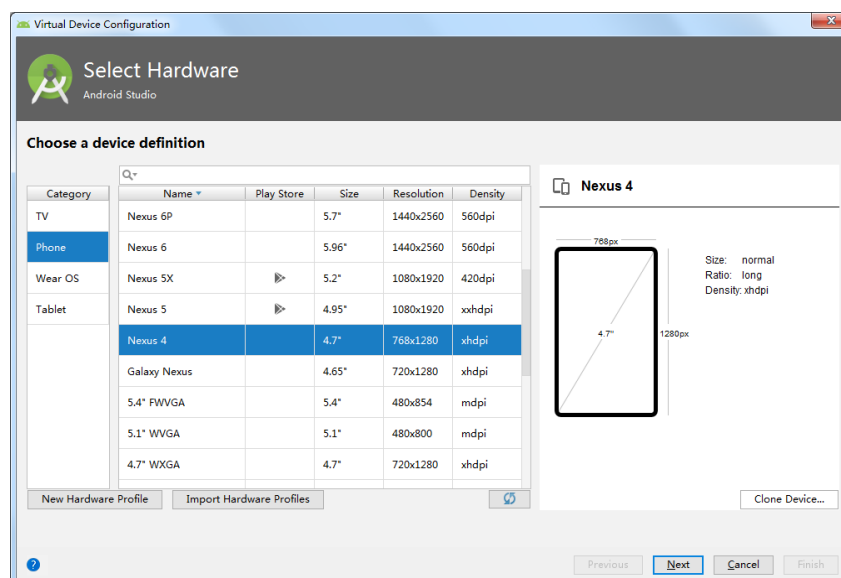 Virtual Device Configuration
Select Hardware
Android Studio
Choose a device definition
Category Name Play Store Size Resolution Density
TV
Phone
Wear OS
Tablet
Nexus 6P 5.7" 1440x2560 560dpi
Nexus 6 5.96" 1440x2560 560dpi
Nexus 5X 5.2" 1080x1920 420dpi
Nexus 5 4.95" 1080x1920 xxhdpi
Nexus 4 4.7" 768x1280 xhdpi
Galaxy Nexus 4.65" 720x1280 xhdpi
5.4" FWVGA 5.4" 480x854 mdpi
5.1" WVGA 5.1" 480x800 mdpi
4.7" WXGA 4.7" 720x1280 xhdpi
New Hardware Profile Import Hardware Profiles
Nexus 4
768px
4.7"
1280px
Size: normal
Ratio: long
Density: xhdpi
Clone Device...
? Previous Next Cancel Finish